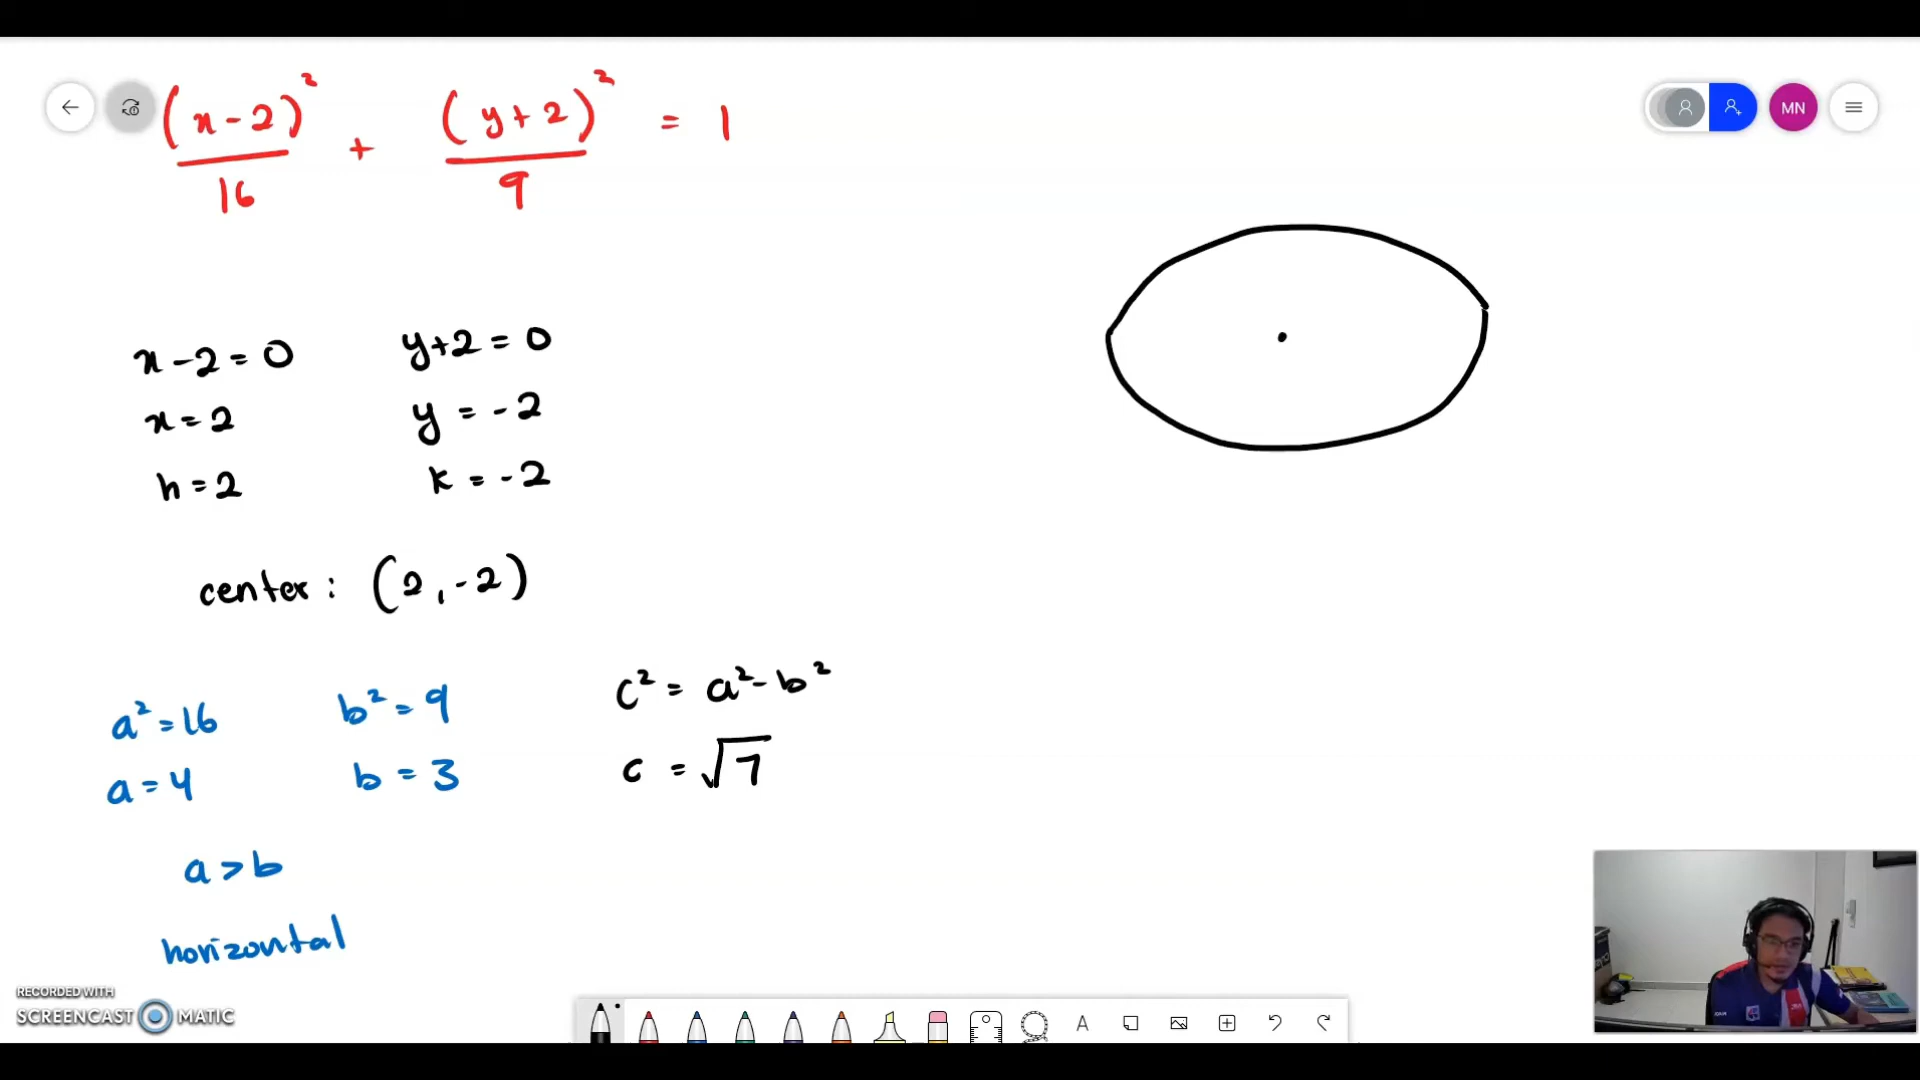 (x-2)² / 16 + (y+2)² / 9 = 1
MN
x-2=0
x=2
h=2
y+2=0
y=-2
k=-2
center: (2,-2)
a²=16
a=4
b²=9
b=3
c²=a²-b²
c=√7
a>b
horizontal
RECORDED WITH
SCREENCAST MATIC
A